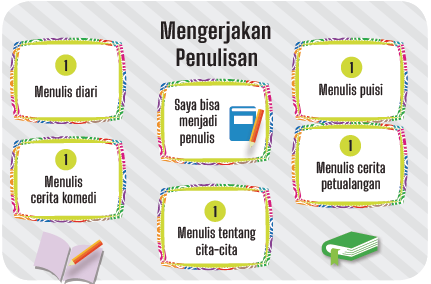 Mengerjakan
Penulisan
1
Menulis diari
Saya bisa
menjadi
penulis
1
Menulis puisi
1
Menulis
cerita komedi
1
Menulis tentang
cita-cita
1
Menulis cerita
petualangan